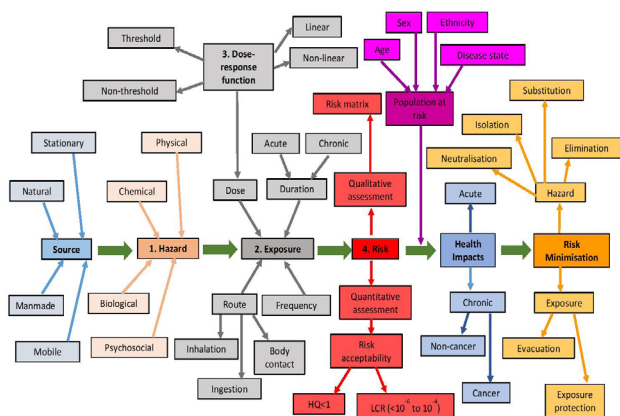 Sex
Ethnicity
Age
Disease state
Threshold
3. Dose-
response
function
Linear
Non-linear
Non-threshold
Population at
risk
Risk matrix
Substitution
Isolation
Elimination
Neutralisation
Hazard
Stationary
Physical
Acute
Chronic
Natural
Chemical
Dose
Duration
Qualitative
assessment
Acute
Source
1. Hazard
2. Exposure
4. Risk
Health
Impacts
Risk
Minimisation
Manmade
Biological
Route
Frequency
Quantitative
assessment
Chronic
Exposure
Mobile
Psychosocial
Inhalation
Body
contact
Risk
acceptability
Non-cancer
Evacuation
Ingestion
HQ<1
LCR (<10-6 to 10-4)
Cancer
Exposure
protection